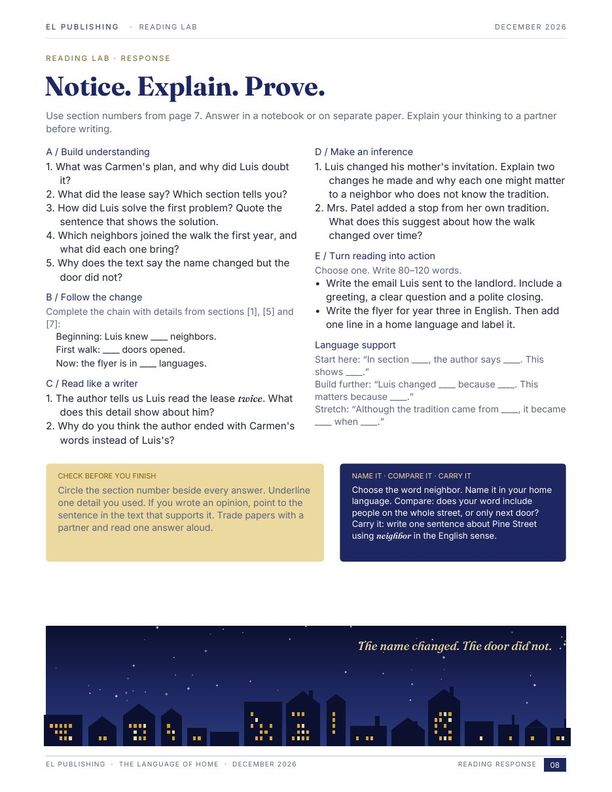 EL PUBLISHING · READING LAB
DECEMBER 2026
READING LAB · RESPONSE
Notice. Explain. Prove.
Use section numbers from page 7. Answer in a notebook or on separate paper. Explain your thinking to a partner
before writing.
A / Build understanding
1. What was Carmen's plan, and why did Luis doubt
it?
2. What did the lease say? Which section tells you?
3. How did Luis solve the first problem? Quote the
sentence that shows the solution.
4. Which neighbors joined the walk the first year, and
what did each one bring?
5. Why does the text say the name changed but the
door did not?
B / Follow the change
Complete the chain with details from sections [1], [5] and
[7]:
Beginning: Luis knew ____ neighbors.
First walk: ____ doors opened.
Now: the flyer is in ____ languages.
C / Read like a writer
1. The author tells us Luis read the lease twice. What
does this detail show about him?
2. Why do you think the author ended with Carmen's
words instead of Luis's?
D / Make an inference
1. Luis changed his mother's invitation. Explain two
changes he made and why each one might matter
to a neighbor who does not know the tradition.
2. Mrs. Patel added a stop from her own tradition.
What does this suggest about how the walk
changed over time?
E / Turn reading into action
Choose one. Write 80–120 words.
• Write the email Luis sent to the landlord. Include a
greeting, a clear question and a polite closing.
• Write the flyer for year three in English. Then add
one line in a home language and label it.
Language support
Start here: “In section ____, the author says ____. This
shows ____.”
Build further: “Luis changed ____ because ____. This
matters because ____.”
Stretch: “Although the tradition came from ____, it became
____ when ____.”
CHECK BEFORE YOU FINISH
Circle the section number beside every answer. Underline
one detail you used. If you wrote an opinion, point to the
sentence in the text that supports it. Trade papers with a
partner and read one answer aloud.
NAME IT · COMPARE IT · CARRY IT
Choose the word neighbor. Name it in your home
language. Compare: does your word include
people on the whole street, or only next door?
Carry it: write one sentence about Pine Street
using neighbor in the English sense.
The name changed. The door did not.
EL PUBLISHING · THE LANGUAGE OF HOME · DECEMBER 2026
READING RESPONSE 08